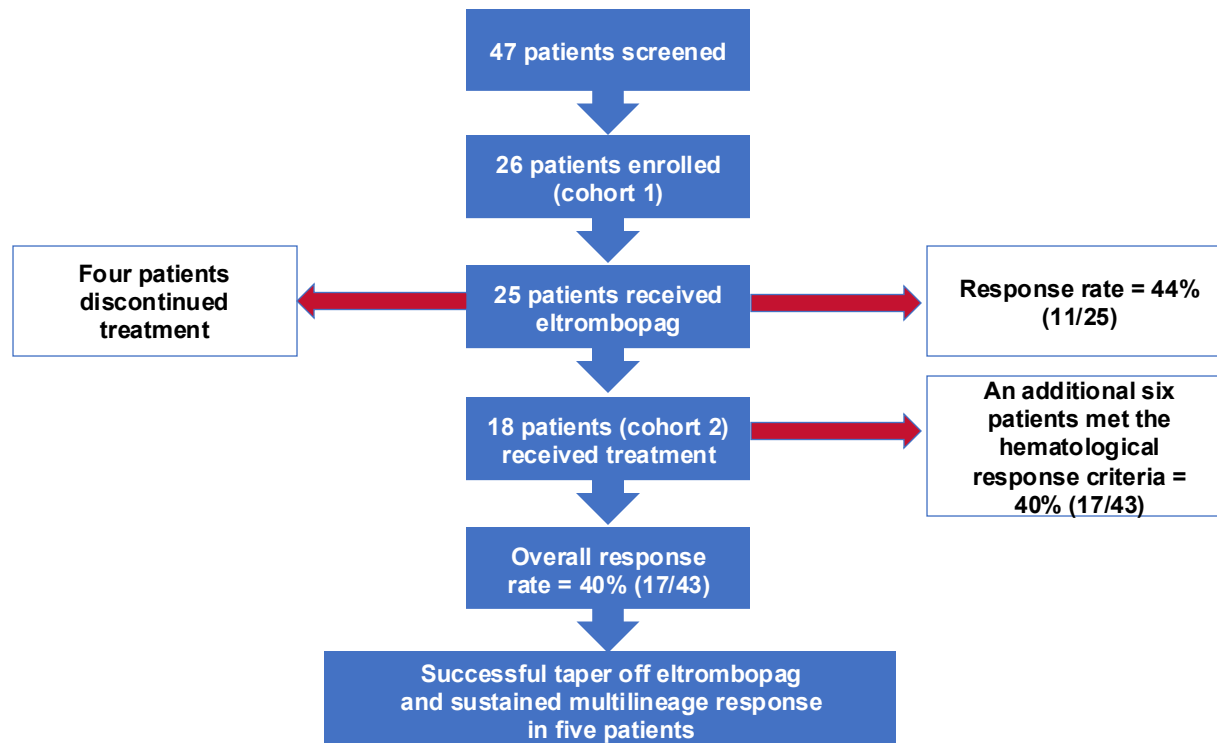 47 patients screened
26 patients enrolled
(cohort 1)
Four patients
discontinued
treatment
25 patients received
eltrombopag
Response rate = 44%
(11/25)
18 patients (cohort 2)
received treatment
An additional six
patients met the
hematological
response criteria =
40% (17/43)
Overall response
rate = 40% (17/43)
Successful taper off eltrombopag
and sustained multilineage response
in five patients